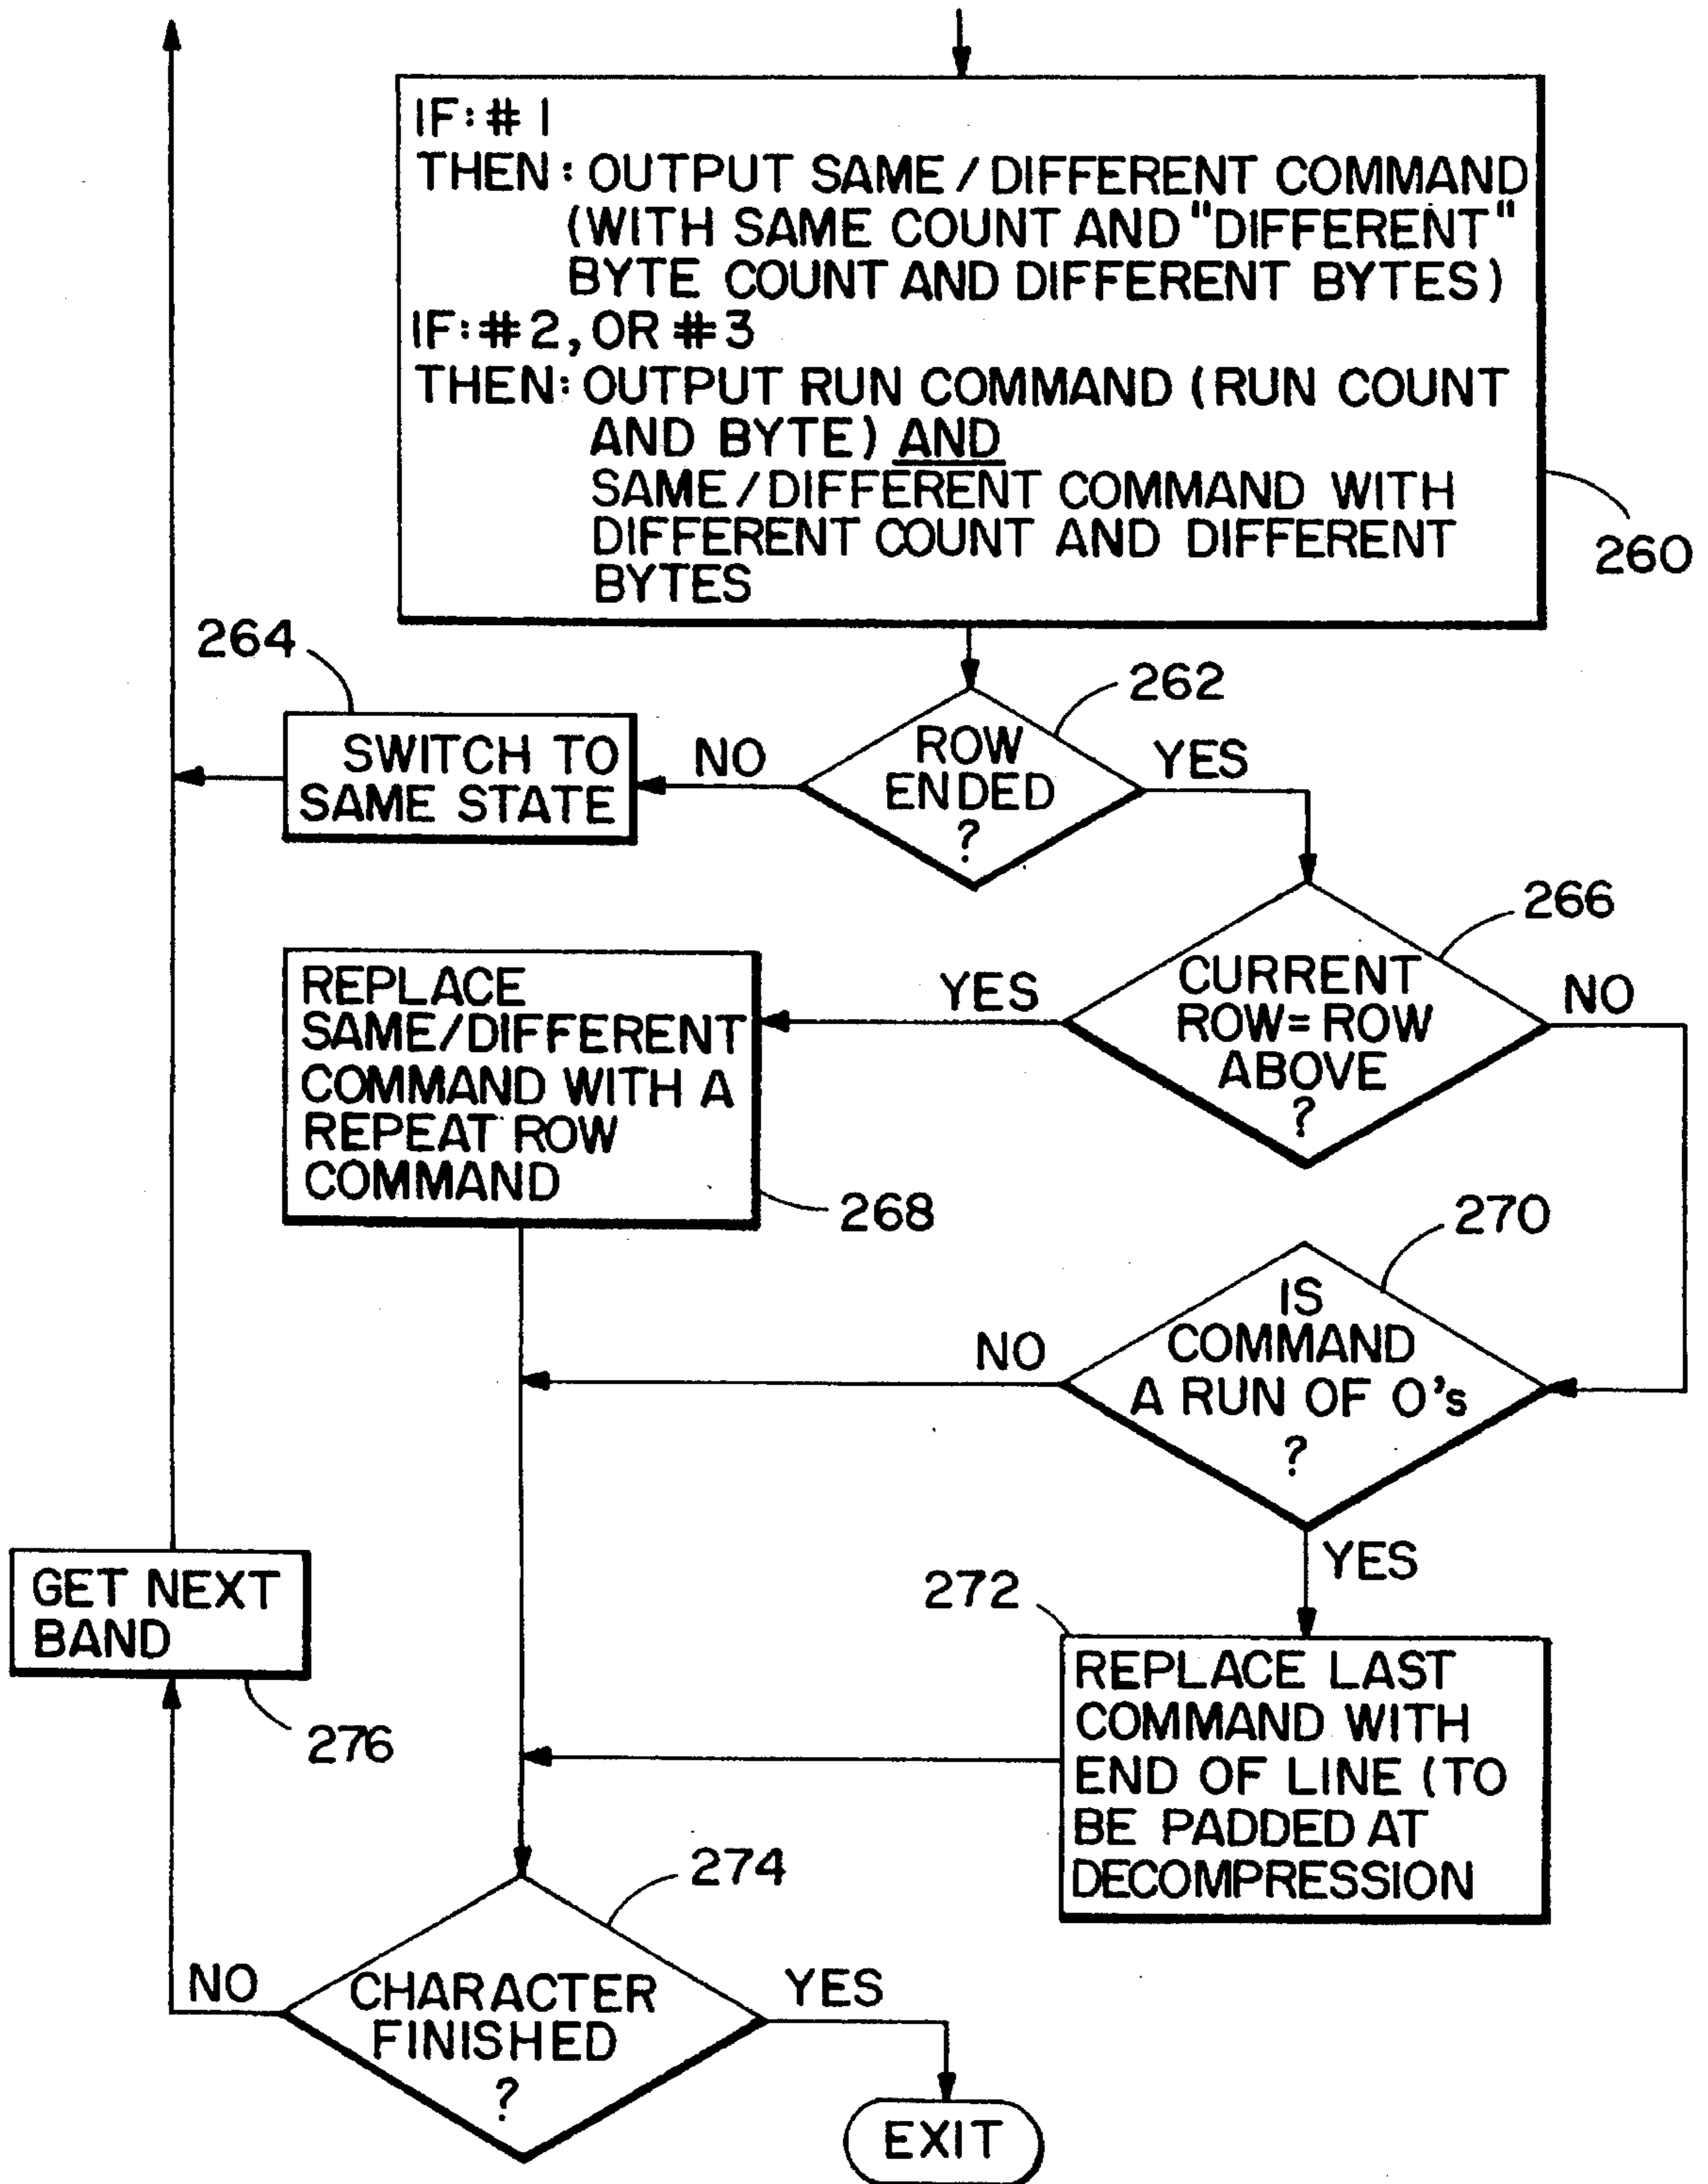 IF:#1
THEN: OUTPUT SAME/DIFFERENT COMMAND
(WITH SAME COUNT AND "DIFFERENT"
BYTE COUNT AND DIFFERENT BYTES)
IF:#2, OR #3
THEN: OUTPUT RUN COMMAND (RUN COUNT
AND BYTE) AND
SAME/DIFFERENT COMMAND WITH
DIFFERENT COUNT AND DIFFERENT
BYTES
260
264
262
SWITCH TO
SAME STATE
NO
ROW
ENDED
?
YES
266
REPLACE
SAME/DIFFERENT
COMMAND WITH A
REPEAT ROW
COMMAND
YES
CURRENT
ROW=ROW
ABOVE
?
NO
268
270
NO
IS
COMMAND
A RUN OF O's
?
YES
GET NEXT
BAND
272
276
REPLACE LAST
COMMAND WITH
END OF LINE (TO
BE PADDED AT
DECOMPRESSION
274
NO
CHARACTER
FINISHED
?
YES
EXIT